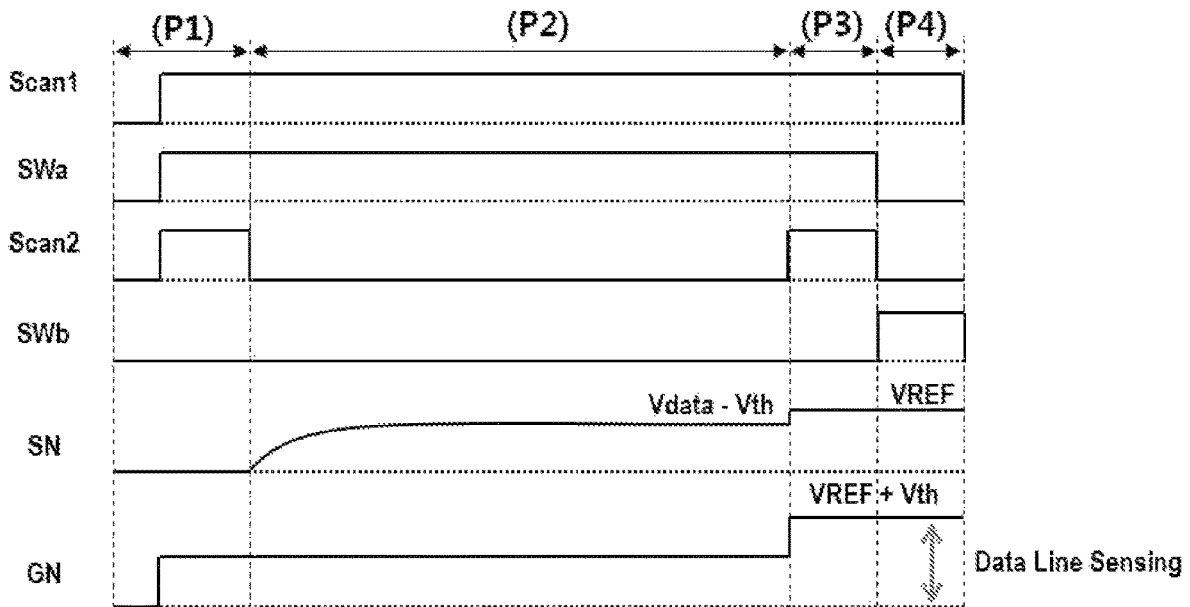 (P1) (P2) (P3) (P4)
Scan1
SWa
Scan2
SWb
Vdata - Vth VREF
SN
VREF + Vth
GN Data Line Sensing